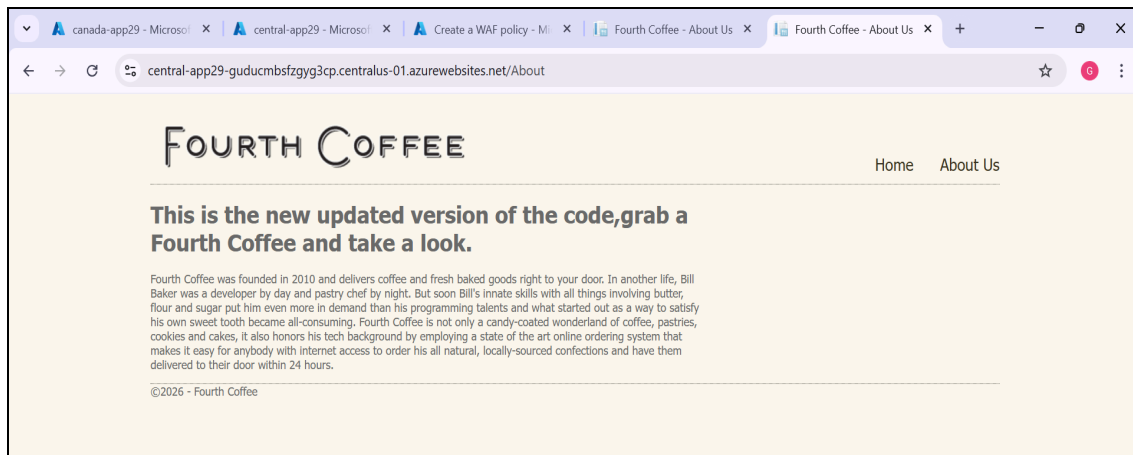 canada-app29 - Microsof
central-app29 - Microsof
Create a WAF policy - Mi
Fourth Coffee - About Us
Fourth Coffee - About Us
central-app29-guducmbsfzgyg3cp.centralus-01.azurewebsites.net/About
G
FOURTH COFFEE
Home About Us
This is the new updated version of the code,grab a
Fourth Coffee and take a look.
Fourth Coffee was founded in 2010 and delivers coffee and fresh baked goods right to your door. In another life, Bill
Baker was a developer by day and pastry chef by night. But soon Bill's innate skills with all things involving butter,
flour and sugar put him even more in demand than his programming talents and what started out as a way to satisfy
his own sweet tooth became all-consuming. Fourth Coffee is not only a candy-coated wonderland of coffee, pastries,
cookies and cakes, it also honors his tech background by employing a state of the art online ordering system that
makes it easy for anybody with internet access to order his all natural, locally-sourced confections and have them
delivered to their door within 24 hours.
©2026 - Fourth Coffee